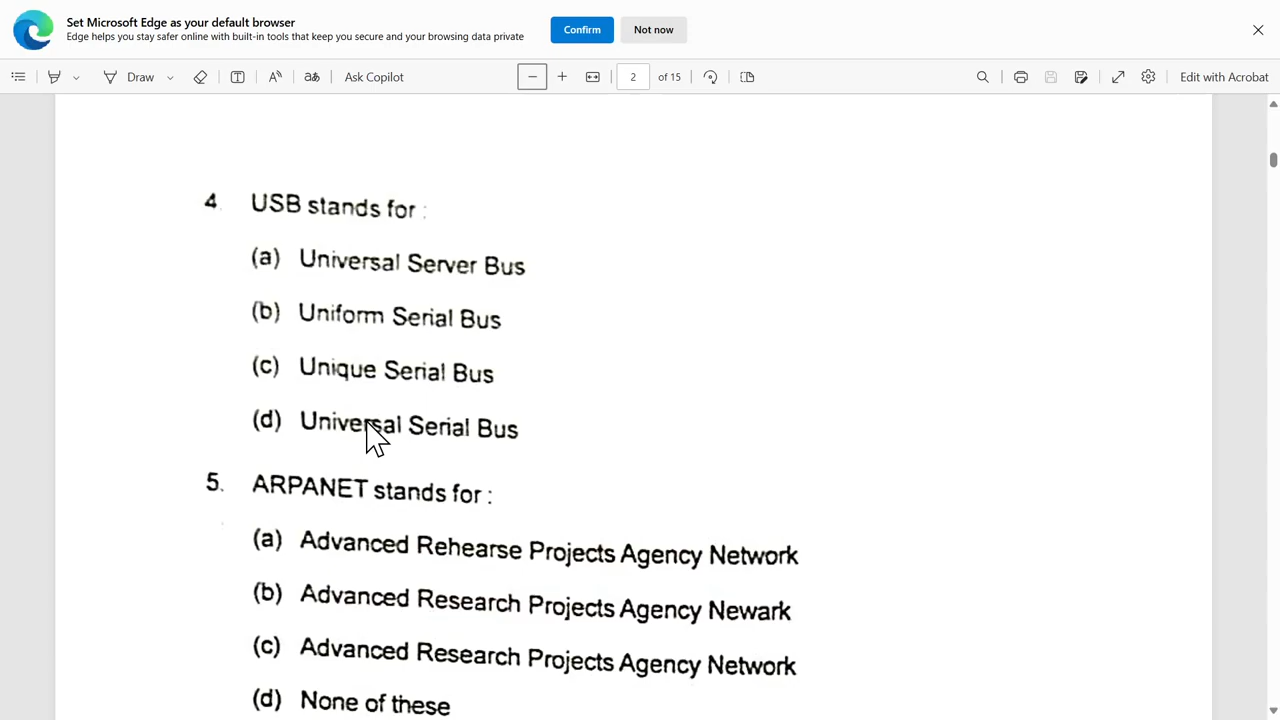 Set Microsoft Edge as your default browser
Edge helps you stay safer online with built-in tools that keep you secure and your browsing data private
Confirm
Not now
Draw
Ask Copilot
2
of 15
Edit with Acrobat
4. USB stands for :
(a) Universal Server Bus
(b) Uniform Serial Bus
(c) Unique Serial Bus
(d) Universal Serial Bus
5. ARPANET stands for :
(a) Advanced Rehearse Projects Agency Network
(b) Advanced Research Projects Agency Newark
(c) Advanced Research Projects Agency Network
(d) None of these